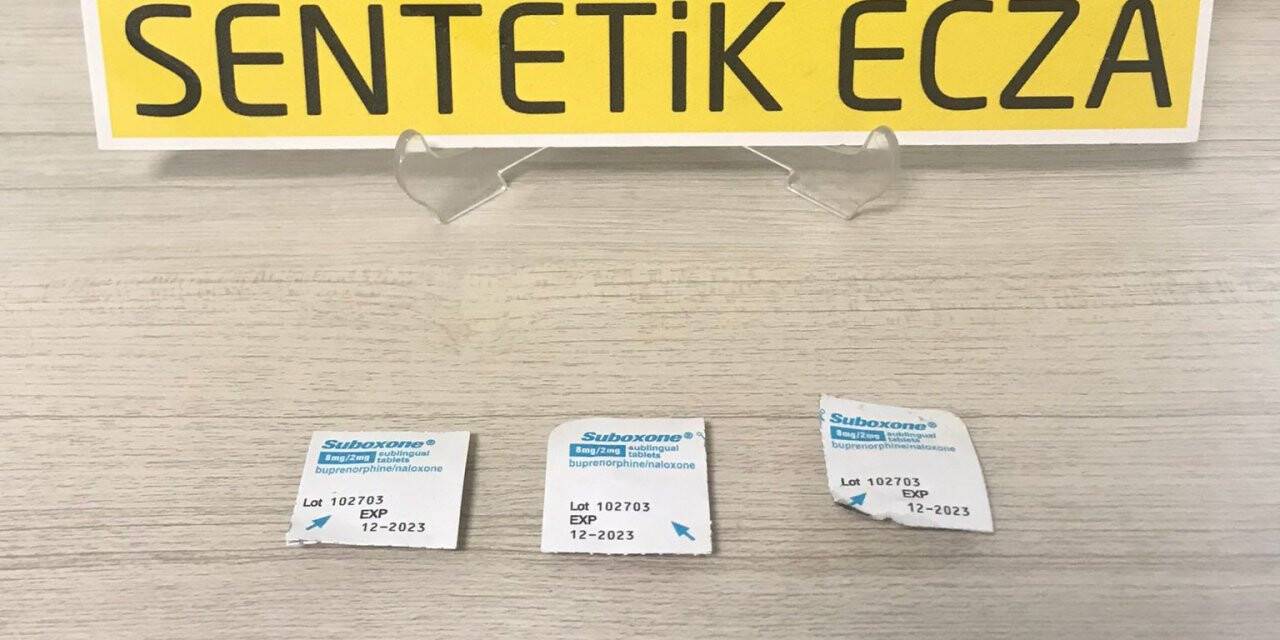 SENTETiK ECZA
Suboxone®
8mg/2mg sublingual
tablets
buprenorphine/naloxone
Lot 102703
EXP
12-2023
Suboxone®
8mg/2mg sublingual
tablets
buprenorphine/naloxone
Lot 102703
EXP
12-2023
Suboxone®
8mg/2mg sublingual
tablets
buprenorphine/naloxone
Lot 102703
EXP
12-2023